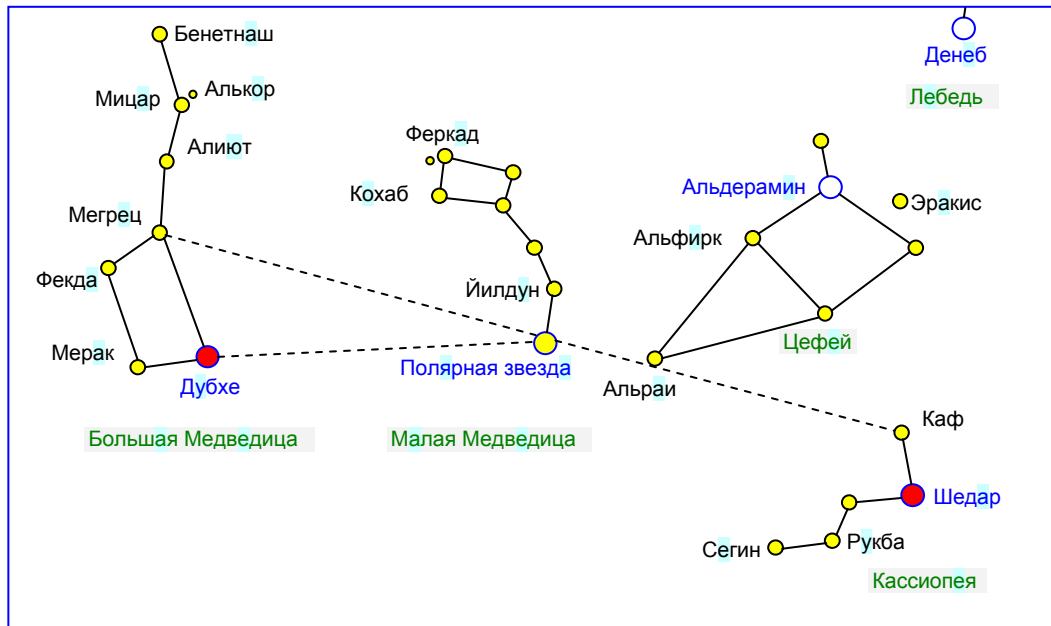 Бенетнаш
Денеб
Алькор
Мицар
Лебедь
Феркад
Алиют
Кохаб
Альдерамин
Эракис
Мегрец
Альфирк
Фекда
Йилдун
Мерак
Цефей
Полярная звезда
Дубхе
Альраи
Каф
Большая Медведица
Малая Медведица
Шедар
Сегин
Рукба
Кассиопея